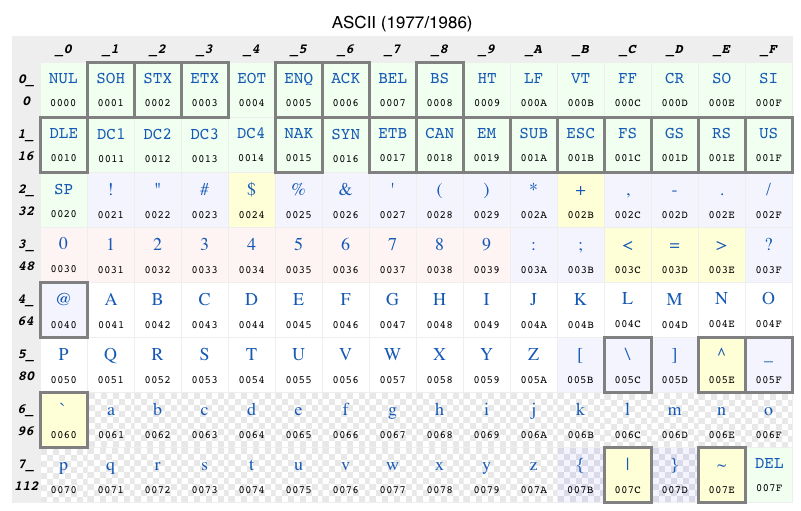 ASCII (1977/1986)
_0 _1 _2 _3 _4 _5 _6 _7 _8 _9 _A _B _C _D _E _F
0_ NUL SOH STX ETX EOT ENQ ACK BEL BS HT LF VT FF CR SO SI
0 0000 0001 0002 0003 0004 0005 0006 0007 0008 0009 000A 000B 000C 000D 000E 000F
1_ DLE DC1 DC2 DC3 DC4 NAK SYN ETB CAN EM SUB ESC FS GS RS US
16 0010 0011 0012 0013 0014 0015 0016 0017 0018 0019 001A 001B 001C 001D 001E 001F
2_ SP ! " # $ % & ' ( ) * + , - . /
32 0020 0021 0022 0023 0024 0025 0026 0027 0028 0029 002A 002B 002C 002D 002E 002F
3_ 0 1 2 3 4 5 6 7 8 9 : ; < = > ?
48 0030 0031 0032 0033 0034 0035 0036 0037 0038 0039 003A 003B 003C 003D 003E 003F
4_ @ A B C D E F G H I J K L M N O
64 0040 0041 0042 0043 0044 0045 0046 0047 0048 0049 004A 004B 004C 004D 004E 004F
5_ P Q R S T U V W X Y Z [ \ ] ^ _
80 0050 0051 0052 0053 0054 0055 0056 0057 0058 0059 005A 005B 005C 005D 005E 005F
6_ ` a b c d e f g h i j k l m n o
96 0060 0061 0062 0063 0064 0065 0066 0067 0068 0069 006A 006B 006C 006D 006E 006F
7_ p q r s t u v w x y z { | } ~ DEL
112 0070 0071 0072 0073 0074 0075 0076 0077 0078 0079 007A 007B 007C 007D 007E 007F